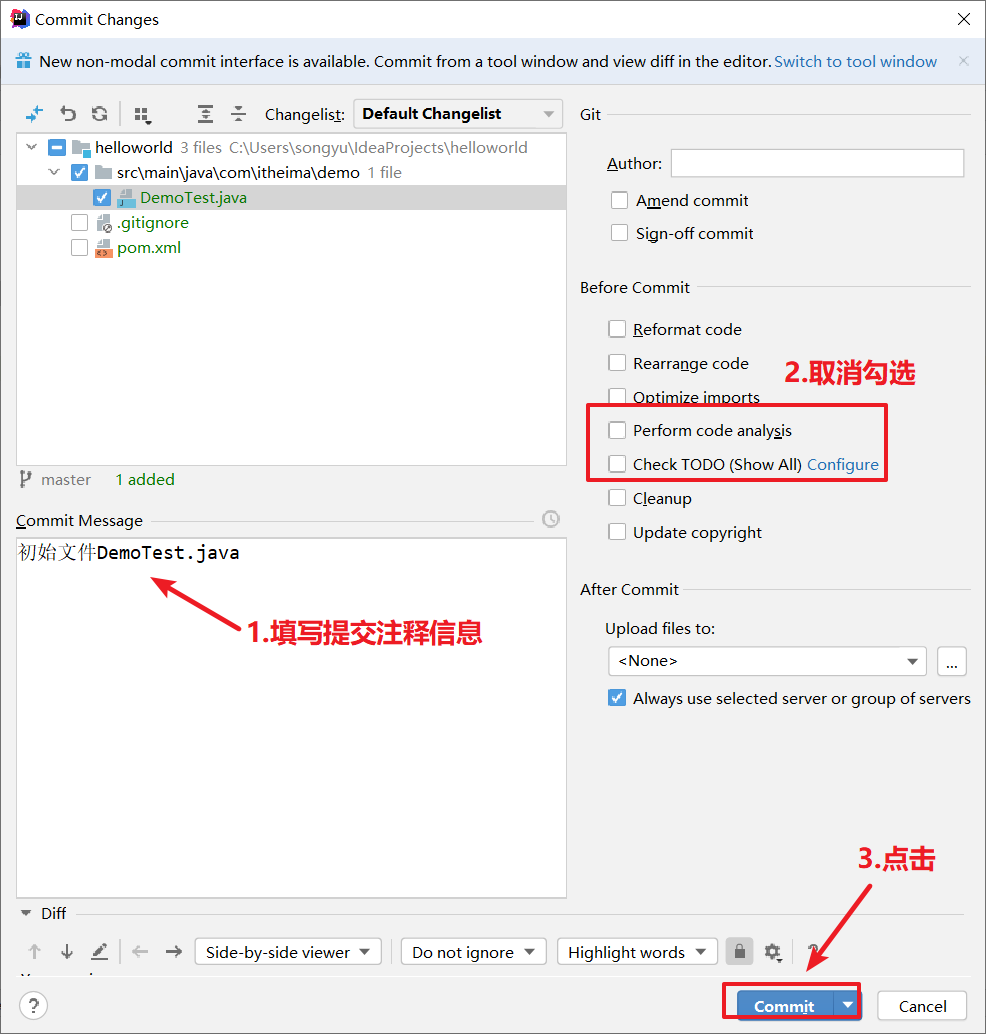 Commit Changes
New non-modal commit interface is available. Commit from a tool window and view diff in the editor. Switch to tool window
Changelist: Default Changelist
helloworld 3 files C:\Users\songyu\IdeaProjects\helloworld
src\main\java\com\itheima\demo 1 file
DemoTest.java
.gitignore
pom.xml
master 1 added
Commit Message
初始文件DemoTest.java
1.填写提交注释信息
Git
Author:
Amend commit
Sign-off commit
Before Commit
Reformat code
Rearrange code
2.取消勾选
Optimize imports
Perform code analysis
Check TODO (Show All) Configure
Cleanup
Update copyright
After Commit
Upload files to:
<None>
...
Always use selected server or group of servers
3.点击
Diff
Side-by-side viewer Do not ignore Highlight words ?
? Commit Cancel